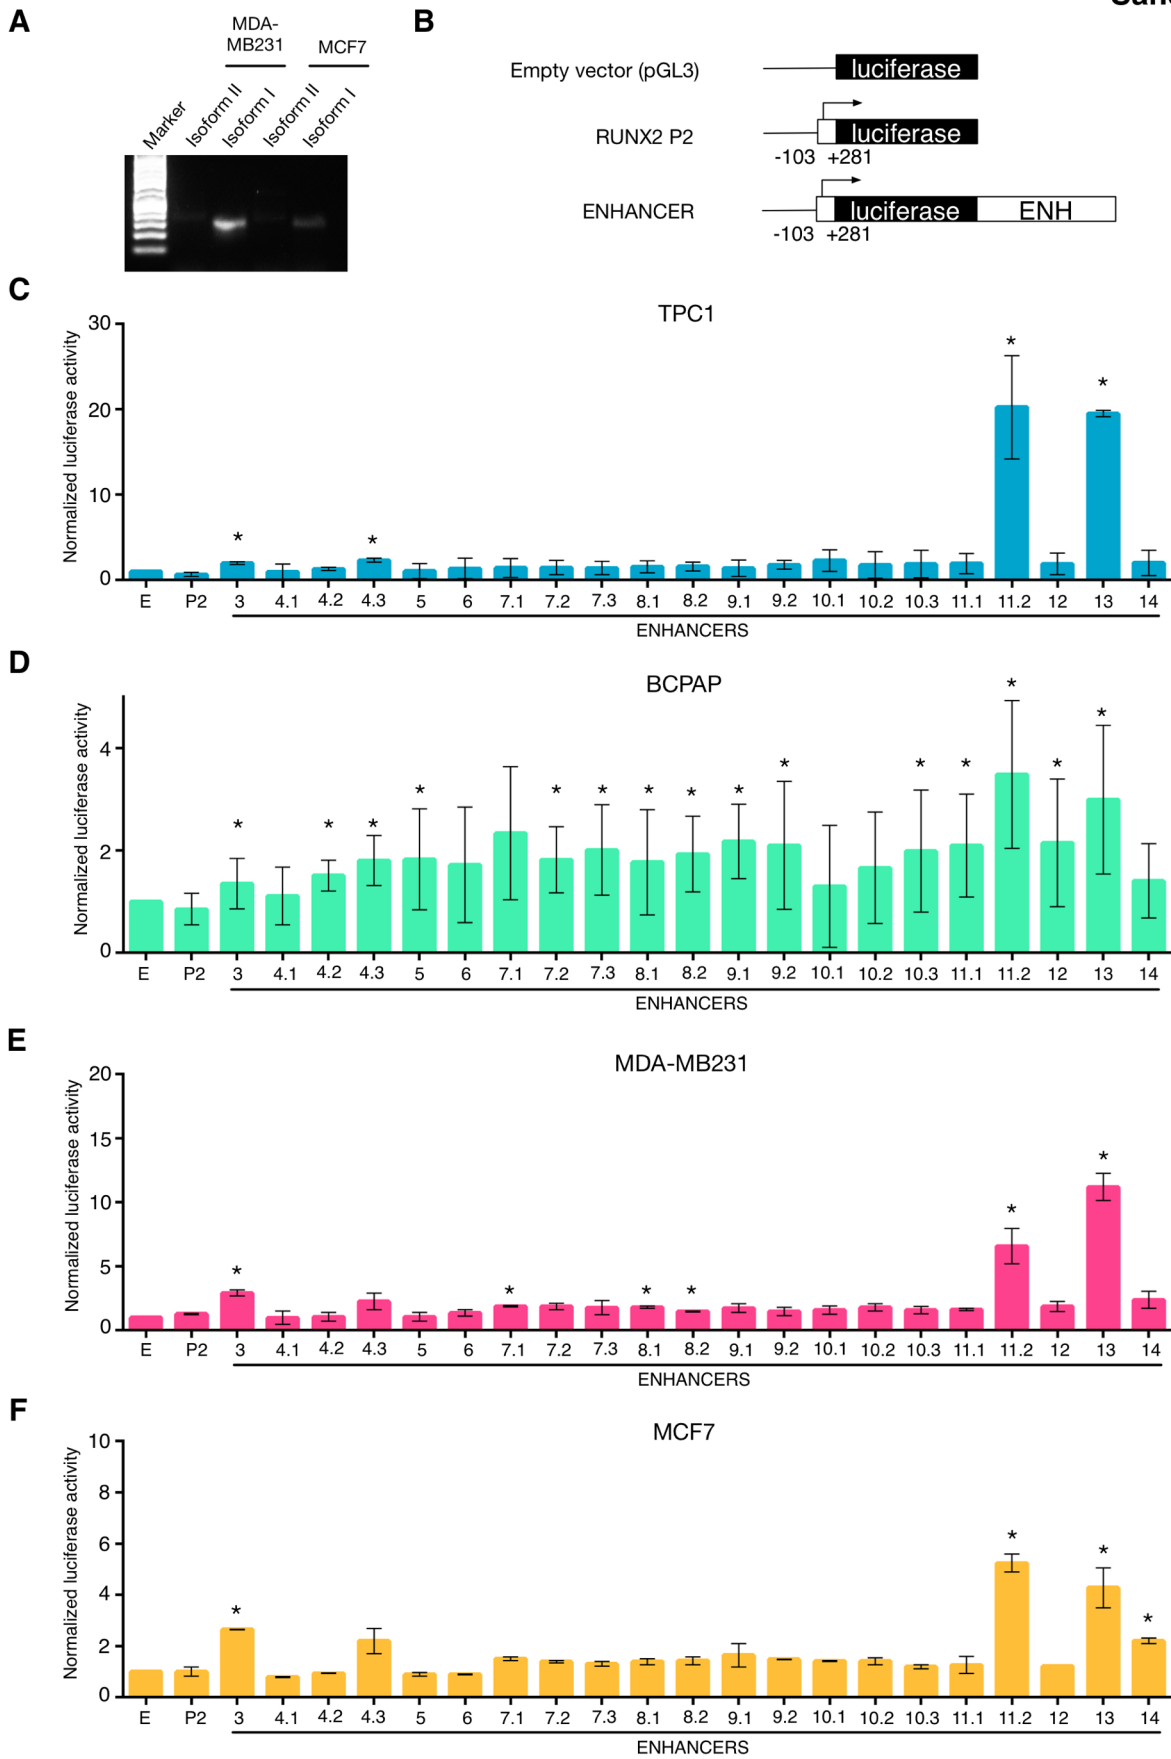 A
MDA-
MB231
MCF7
Marker
Isoform II
Isoform I
Isoform II
Isoform I
B
Empty vector (pGL3)
luciferase
RUNX2 P2
luciferase
-103 +281
ENHANCER
luciferase
ENH
-103 +281
C
TPC1
Normalized luciferase activity
30
20
10
0
* * * *
E P2 3 4.1 4.2 4.3 5 6 7.1 7.2 7.3 8.1 8.2 9.1 9.2 10.1 10.2 10.3 11.1 11.2 12 13 14
ENHANCERS
D
BCPAP
Normalized luciferase activity
4
2
0
* * * * * * * * * * * * * * *
E P2 3 4.1 4.2 4.3 5 6 7.1 7.2 7.3 8.1 8.2 9.1 9.2 10.1 10.2 10.3 11.1 11.2 12 13 14
ENHANCERS
E
MDA-MB231
Normalized luciferase activity
20
15
10
5
0
* * * * * *
E P2 3 4.1 4.2 4.3 5 6 7.1 7.2 7.3 8.1 8.2 9.1 9.2 10.1 10.2 10.3 11.1 11.2 12 13 14
ENHANCERS
F
MCF7
Normalized luciferase activity
10
8
6
4
2
0
* * * *
E P2 3 4.1 4.2 4.3 5 6 7.1 7.2 7.3 8.1 8.2 9.1 9.2 10.1 10.2 10.3 11.1 11.2 12 13 14
ENHANCERS